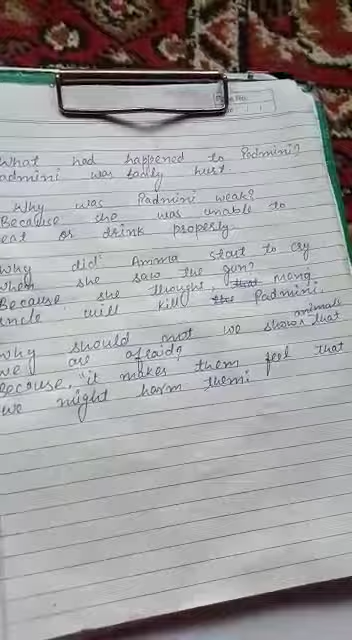 What had happened to Padmini?
admini was badly hurt.
Why was Padmini weak?
Because she was unable to
eat or drink properly.
Why did Amma start to cry
When she saw the gun?
Because she thought, that mang
uncle will kill the Padmini.
Why should not we show animals that
we are afraid?
Because, "it makes them feel that
we might harm them.